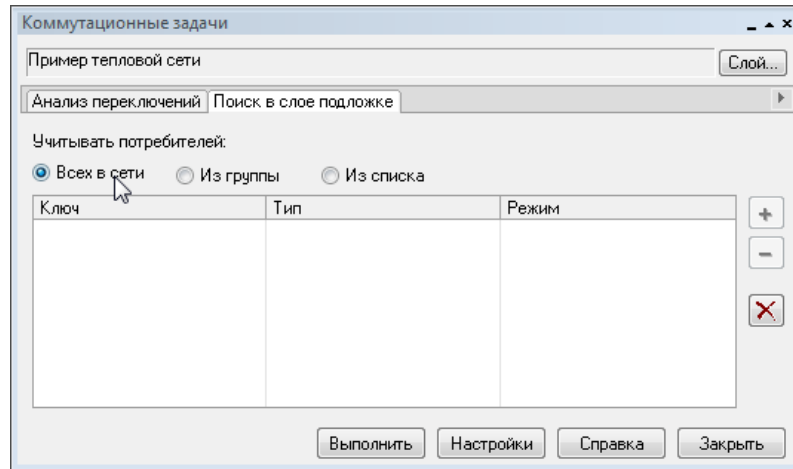 Коммутационные задачи
Пример тепловой сети Слой...
Анализ переключений Поиск в слое подложке
Учитывать потребителей:
Всех в сети Из группы Из списка
Ключ Тип Режим
Выполнить Настройки Справка Закрыть